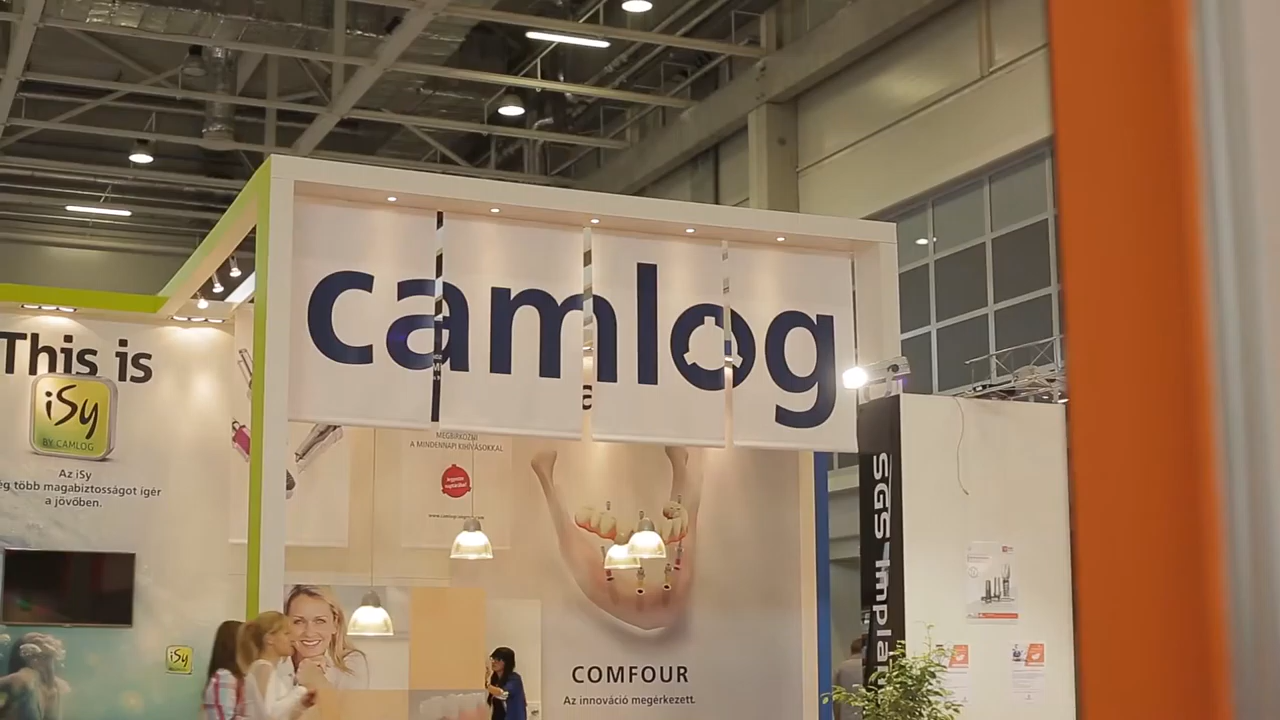 camlog
This is
iSy
BY CAMLOG
Az iSy
ég több magabiztosságot ígér
a jövőben.
MEGBIRKÓZNI
A MINDENNAPI KIHÍVÁSOKKAL
iSy
COMFOUR
Az innováció megérkezett.
SGS Impla